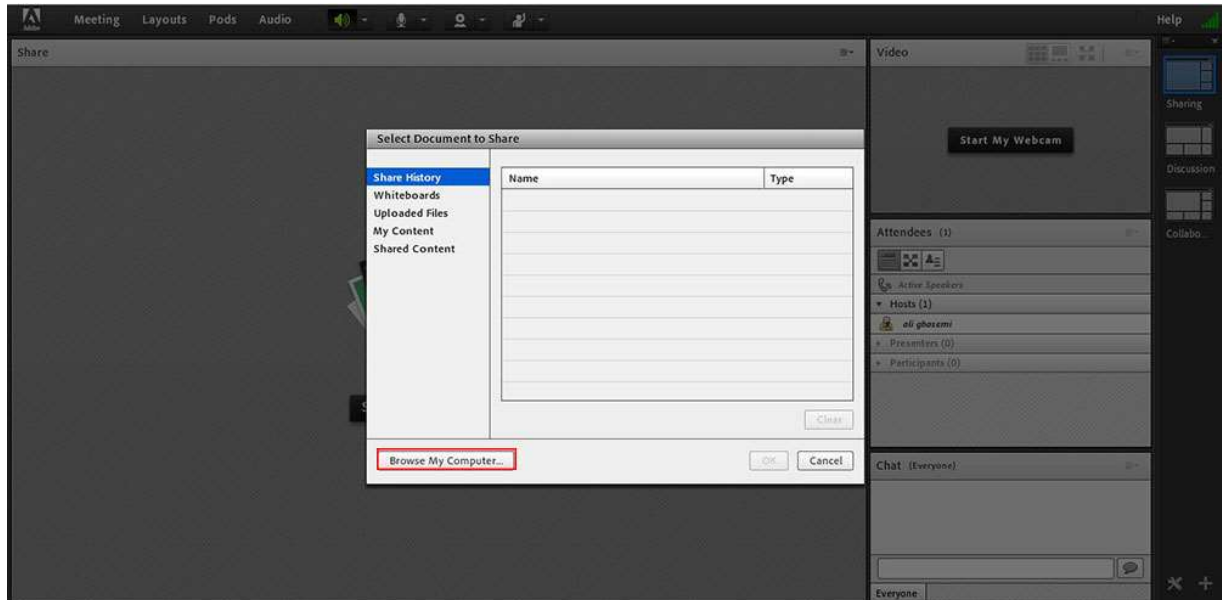 Adobe
Meeting Layouts Pods Audio Help
Share
Video
Start My Webcam
Sharing
Discussion
Collabo...
Select Document to Share
Share History
Whiteboards
Uploaded Files
My Content
Shared Content
Name Type
Clear
Browse My Computer...
OK Cancel
Attendees (1)
Active Speakers
Hosts (1)
ali ghasemi
Presenters (0)
Participants (0)
Chat (Everyone)
Everyone